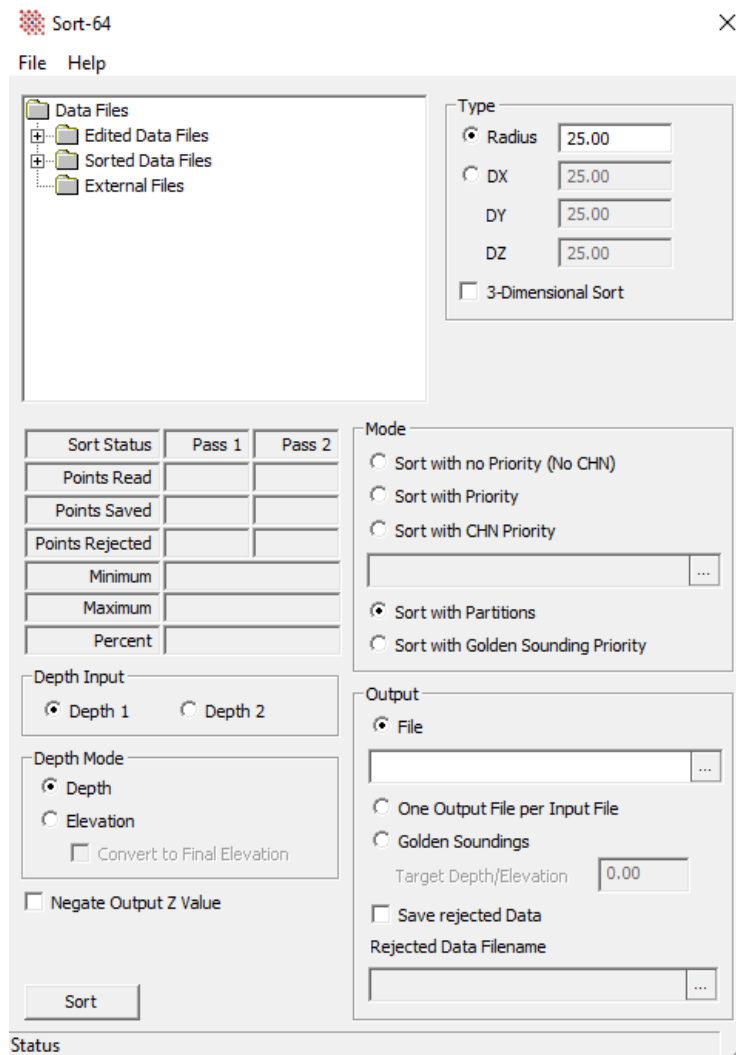 Sort-64
File Help
Data Files
Edited Data Files
Sorted Data Files
External Files
Type
Radius 25.00
DX 25.00
DY 25.00
DZ 25.00
3-Dimensional Sort
Sort Status Pass 1 Pass 2
Points Read
Points Saved
Points Rejected
Minimum
Maximum
Percent
Mode
Sort with no Priority (No CHN)
Sort with Priority
Sort with CHN Priority
...
Sort with Partitions
Sort with Golden Sounding Priority
Depth Input
Depth 1 Depth 2
Depth Mode
Depth
Elevation
Convert to Final Elevation
Negate Output Z Value
Output
File
...
One Output File per Input File
Golden Soundings
Target Depth/Elevation 0.00
Save rejected Data
Rejected Data Filename
...
Sort
Status